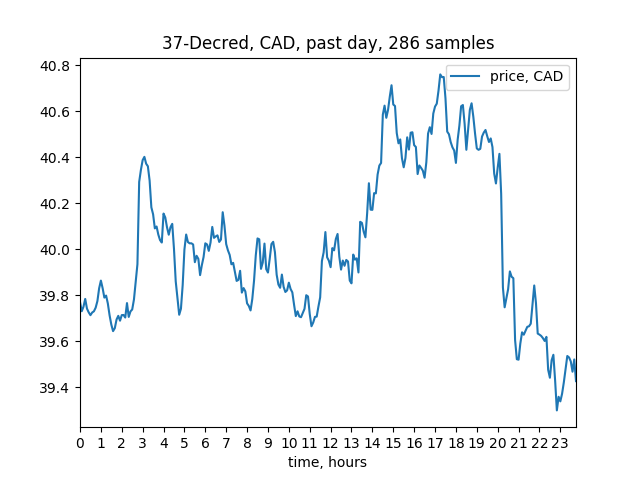 37-Decred, CAD, past day, 286 samples
price, CAD
40.8
40.6
40.4
40.2
40.0
39.8
39.6
39.4
0 1 2 3 4 5 6 7 8 9 10 11 12 13 14 15 16 17 18 19 20 21 22 23
time, hours